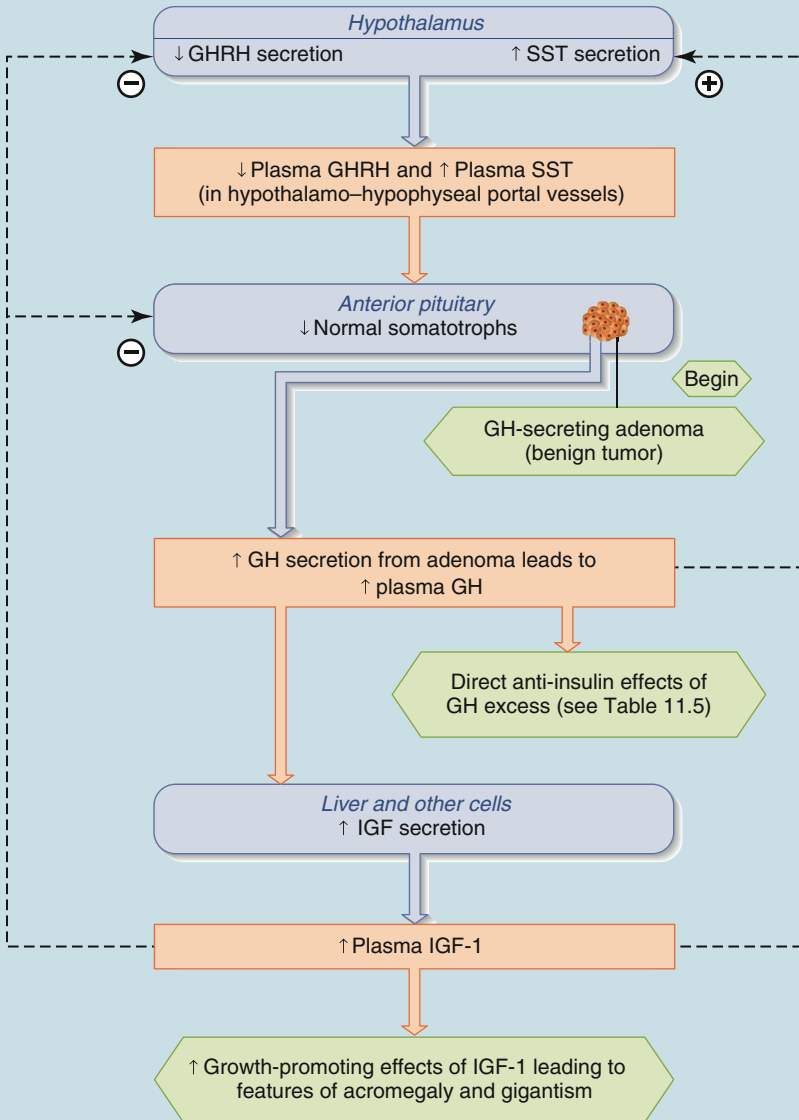 Hypothalamus
↓ GHRH secretion ↑ SST secretion
− +
↓ Plasma GHRH and ↑ Plasma SST
(in hypothalamo–hypophyseal portal vessels)
Anterior pituitary
↓ Normal somatotrophs
−
Begin
GH-secreting adenoma
(benign tumor)
↑ GH secretion from adenoma leads to
↑ plasma GH
Direct anti-insulin effects of
GH excess (see Table 11.5)
Liver and other cells
↑ IGF secretion
↑ Plasma IGF-1
↑ Growth-promoting effects of IGF-1 leading to
features of acromegaly and gigantism